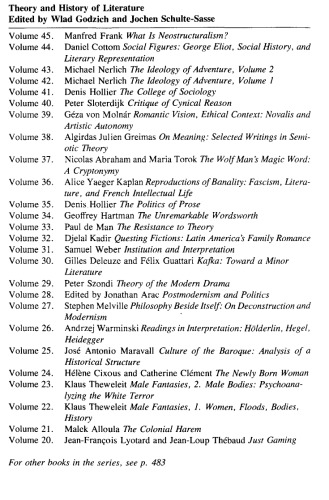 Theory and History of Literature
Edited by Wlad Godzich and Jochen Schulte-Sasse
Volume 45. Manfred Frank What Is Neostructuralism?
Volume 44. Daniel Cottom Social Figures: George Eliot, Social History, and
Literary Representation
Volume 43. Michael Nerlich The Ideology of Adventure, Volume 2
Volume 42. Michael Nerlich The Ideology of Adventure, Volume 1
Volume 41. Denis Hollier The College of Sociology
Volume 40. Peter Sloterdijk Critique of Cynical Reason
Volume 39. Géza von Molnár Romantic Vision, Ethical Context: Novalis and
Artistic Autonomy
Volume 38. Algirdas Julien Greimas On Meaning: Selected Writings in Semi-
otic Theory
Volume 37. Nicolas Abraham and Maria Torok The Wolf Man's Magic Word:
A Cryptonymy
Volume 36. Alice Yaeger Kaplan Reproductions of Banality: Fascism, Litera-
ture, and French Intellectual Life
Volume 35. Denis Hollier The Politics of Prose
Volume 34. Geoffrey Hartman The Unremarkable Wordsworth
Volume 33. Paul de Man The Resistance to Theory
Volume 32. Djelal Kadir Questing Fictions: Latin America's Family Romance
Volume 31. Samuel Weber Institution and Interpretation
Volume 30. Gilles Deleuze and Félix Guattari Kafka: Toward a Minor
Literature
Volume 29. Peter Szondi Theory of the Modern Drama
Volume 28. Edited by Jonathan Arac Postmodernism and Politics
Volume 27. Stephen Melville Philosophy Beside Itself: On Deconstruction and
Modernism
Volume 26. Andrzej Warminski Readings in Interpretation: Hölderlin, Hegel,
Heidegger
Volume 25. José Antonio Maravall Culture of the Baroque: Analysis of a
Historical Structure
Volume 24. Hélène Cixous and Catherine Clément The Newly Born Woman
Volume 23. Klaus Theweleit Male Fantasies, 2. Male Bodies: Psychoana-
lyzing the White Terror
Volume 22. Klaus Theweleit Male Fantasies, 1. Women, Floods, Bodies,
History
Volume 21. Malek Alloula The Colonial Harem
Volume 20. Jean-François Lyotard and Jean-Loup Thébaud Just Gaming
For other books in the series, see p. 483